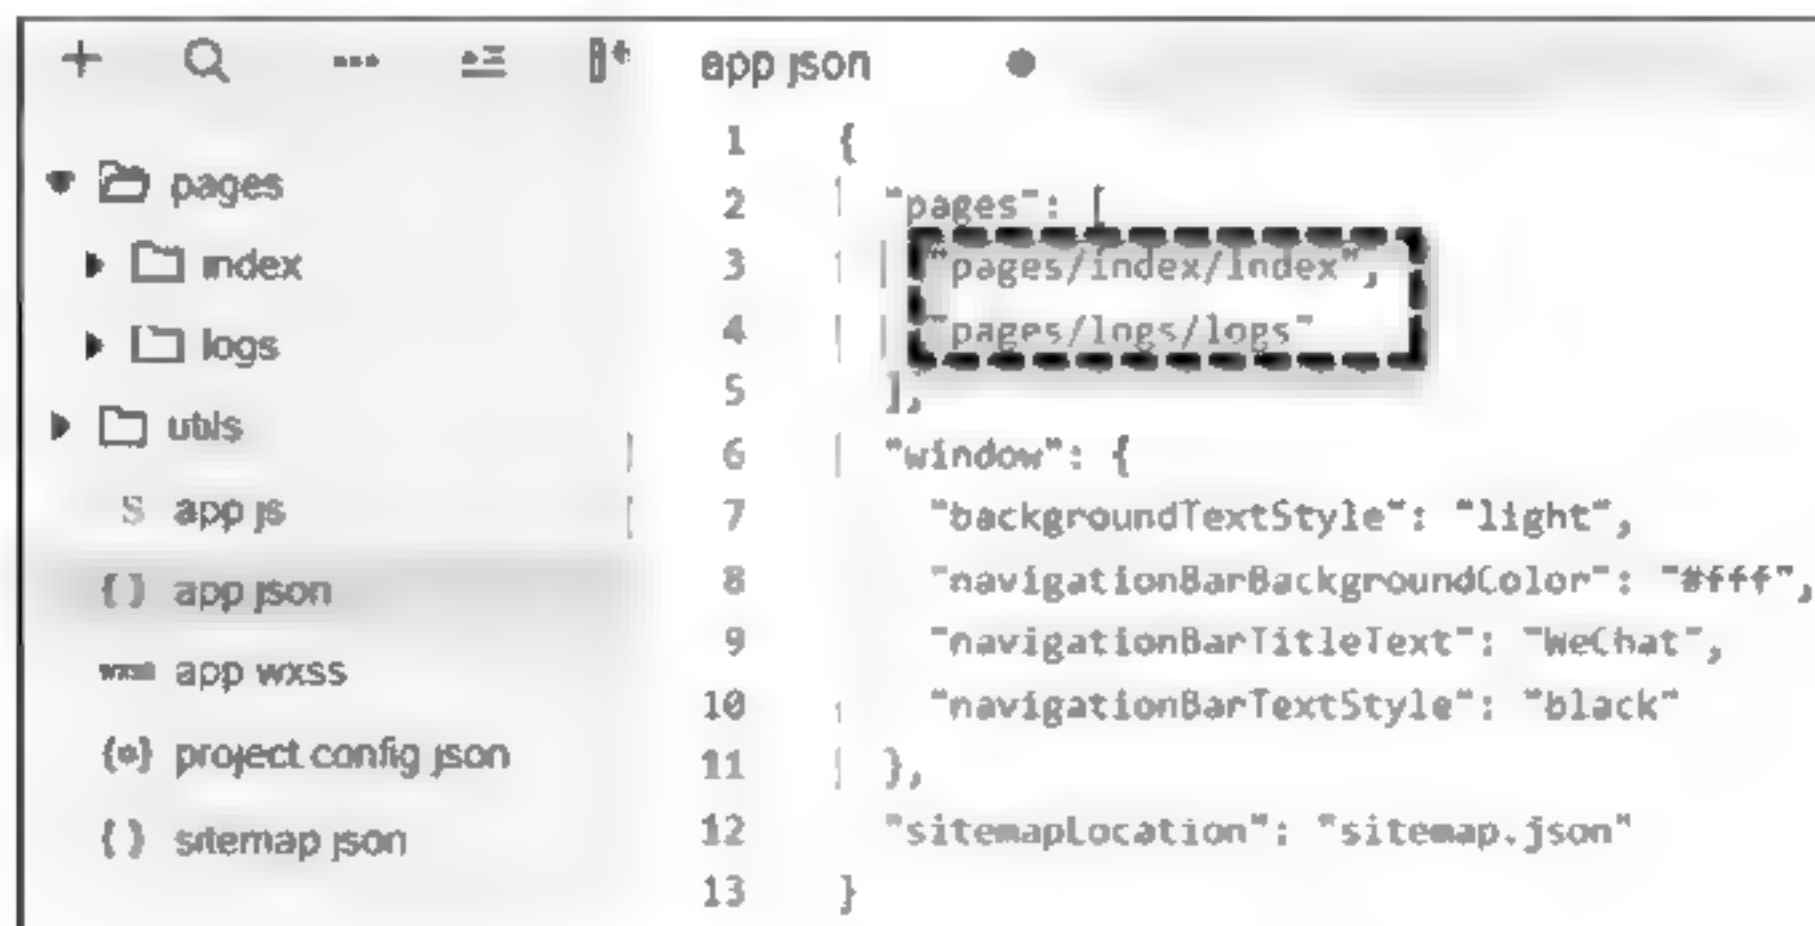 app.json
pages
index
logs
utils
app.js
app.json
app.wxss
project.config.json
sitemap.json
1 {
2 "pages": [
3 "pages/index/index",
4 "pages/logs/logs"
5 ],
6 "window": {
7 "backgroundTextStyle": "light",
8 "navigationBarBackgroundColor": "#fff",
9 "navigationBarTitleText": "WeChat",
10 "navigationBarTextStyle": "black"
11 },
12 "sitemapLocation": "sitemap.json"
13 }